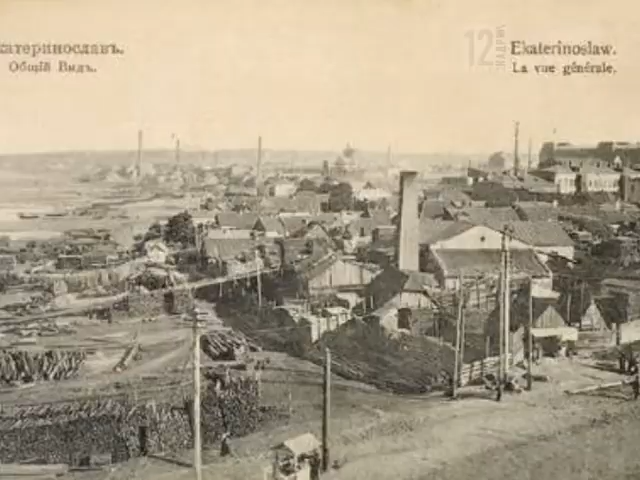 катеринославъ.
Общій Видъ.
Ekaterinoslaw.
La vue générale.
12